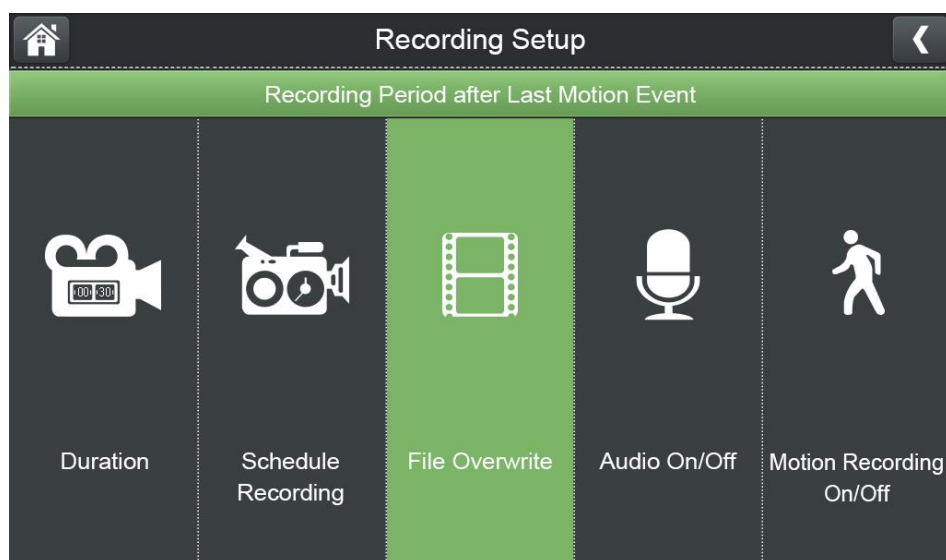 Recording Setup
Recording Period after Last Motion Event
00 30
Duration
Schedule
Recording
File Overwrite
Audio On/Off
Motion Recording
On/Off